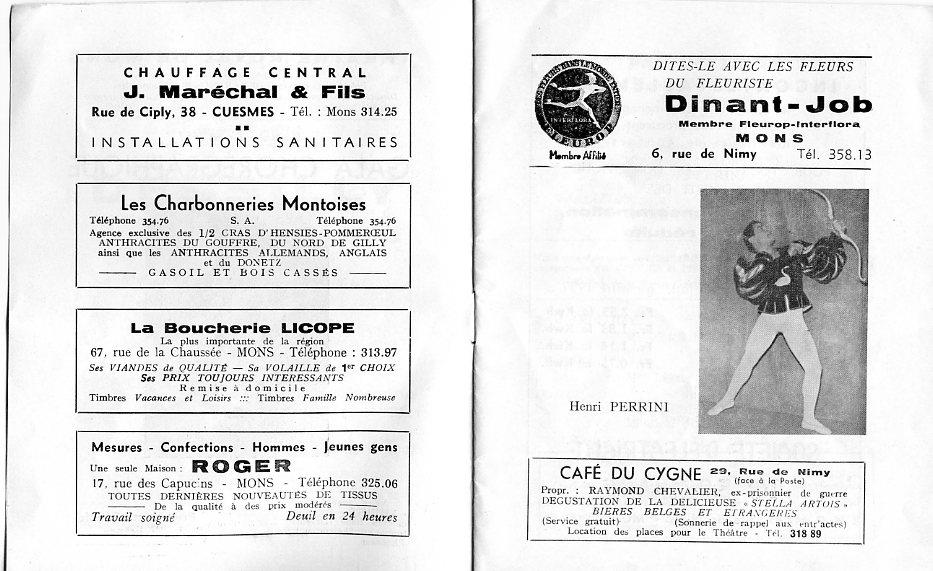 CHAUFFAGE CENTRAL
J. Maréchal & Fils
Rue de Ciply, 38 - CUESMES - Tél. : Mons 314.25
INSTALLATIONS SANITAIRES
Les Charbonneries Montoises
Téléphone 354.76 S. A. Téléphone 354.76
Agence exclusive des 1/2 CRAS D'HENSIES-POMMERŒUL
ANTHRACITES DU GOUFFRE, DU NORD DE GILLY
ainsi que les ANTHRACITES ALLEMANDS, ANGLAIS
et du DONETZ
GASOIL ET BOIS CASSÉS
La Boucherie LICOPE
La plus importante de la région
67, rue de la Chaussée - MONS - Téléphone : 313.97
Ses VIANDES de QUALITÉ — Sa VOLAILLE de 1er CHOIX
Ses PRIX TOUJOURS INTERESSANTS
Remise à domicile
Timbres Vacances et Loisirs ::: Timbres Famille Nombreuse
Mesures - Confections - Hommes - Jeunes gens
Une seule Maison : ROGER
17, rue des Capucins - MONS - Téléphone 325.06
TOUTES DERNIÈRES NOUVEAUTÉS DE TISSUS
De la qualité à des prix modérés
Travail soigné Deuil en 24 heures
INTERFLORA
FLEUROP
Membre Affilié
DITES-LE AVEC LES FLEURS
DU FLEURISTE
Dinant-Job
Membre Fleurop-Interflora
MONS
6, rue de Nimy Tél. 358.13
Henri PERRINI
CAFÉ DU CYGNE 29, Rue de Nimy
(face à la Poste)
Propr. : RAYMOND CHEVALIER, ex-prisonnier de guerre
DEGUSTATION DE LA DELICIEUSE « STELLA ARTOIS »
BIERES BELGES ET ETRANGERES
(Service gratuit) (Sonnerie de rappel aux entr'actes)
Location des places pour le Théâtre - Tél. 318 89